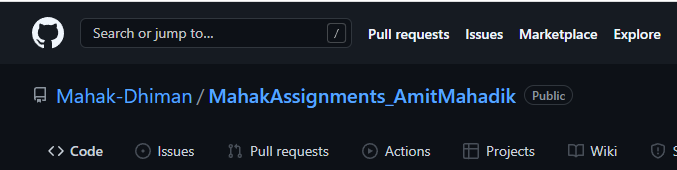 Search or jump to... / Pull requests Issues Marketplace Explore
Mahak-Dhiman / MahakAssignments_AmitMahadik Public
Code Issues Pull requests Actions Projects Wiki